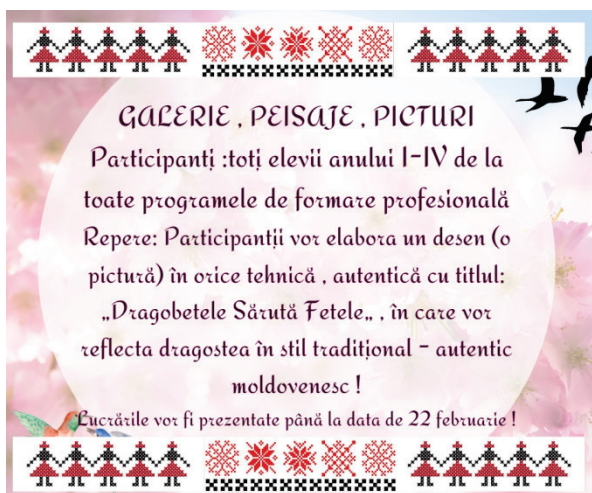 GALERIE , PEISAJE , PICTURI
Participanți :toți elevii anului I-IV de la
toate programele de formare profesională
Repere: Participanții vor elabora un desen (o
pictură) în orice tehnică , autentică cu titlul:
„Dragobetele Sărută Fetele„ , în care vor
reflecta dragostea în stil tradițional - autentic
moldovenesc !
Lucrările vor fi prezentate până la data de 22 februarie !